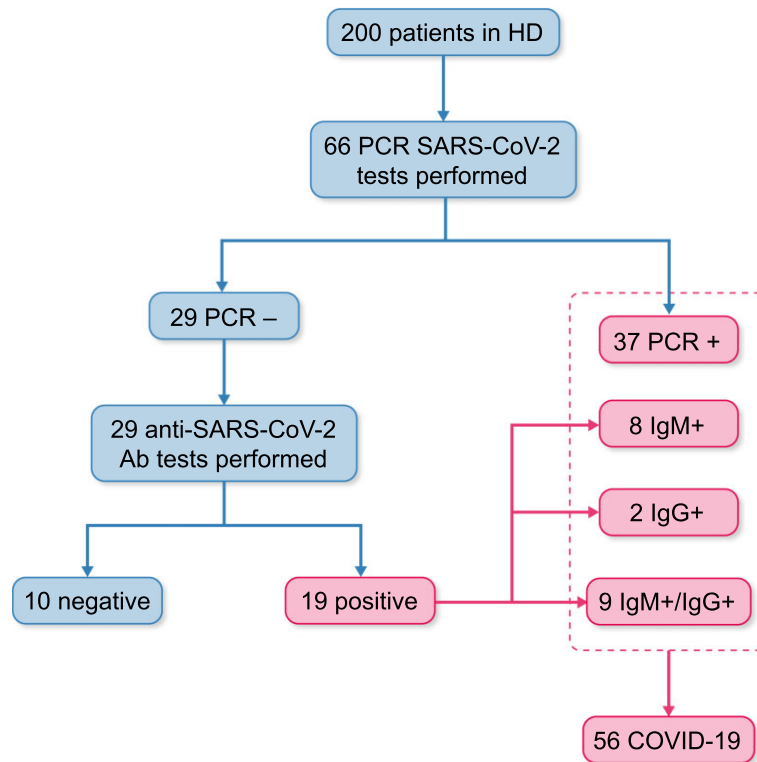 200 patients in HD
66 PCR SARS-CoV-2
tests performed
29 PCR –
37 PCR +
29 anti-SARS-CoV-2
Ab tests performed
8 IgM+
2 IgG+
10 negative
19 positive
9 IgM+/IgG+
56 COVID-19